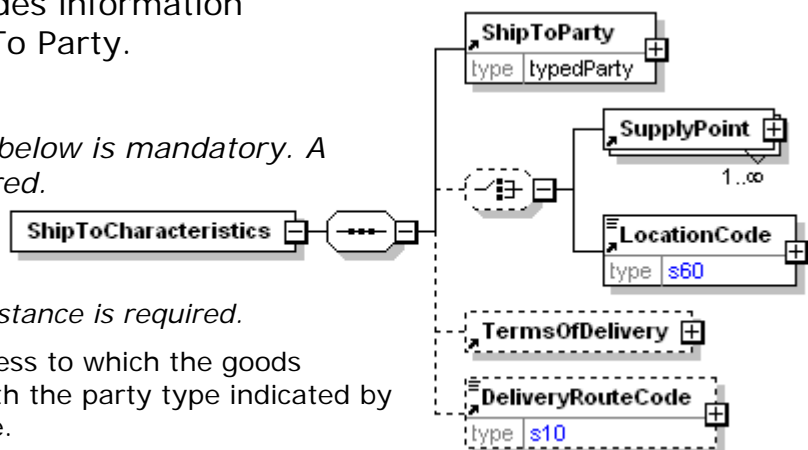 des information
To Party.
below is mandatory. A
red.
stance is required.
ess to which the goods
th the party type indicated by
e.
ShipToCharacteristics
ShipToParty
type typedParty
SupplyPoint
1..∞
LocationCode
type s60
TermsOfDelivery
DeliveryRouteCode
type s10